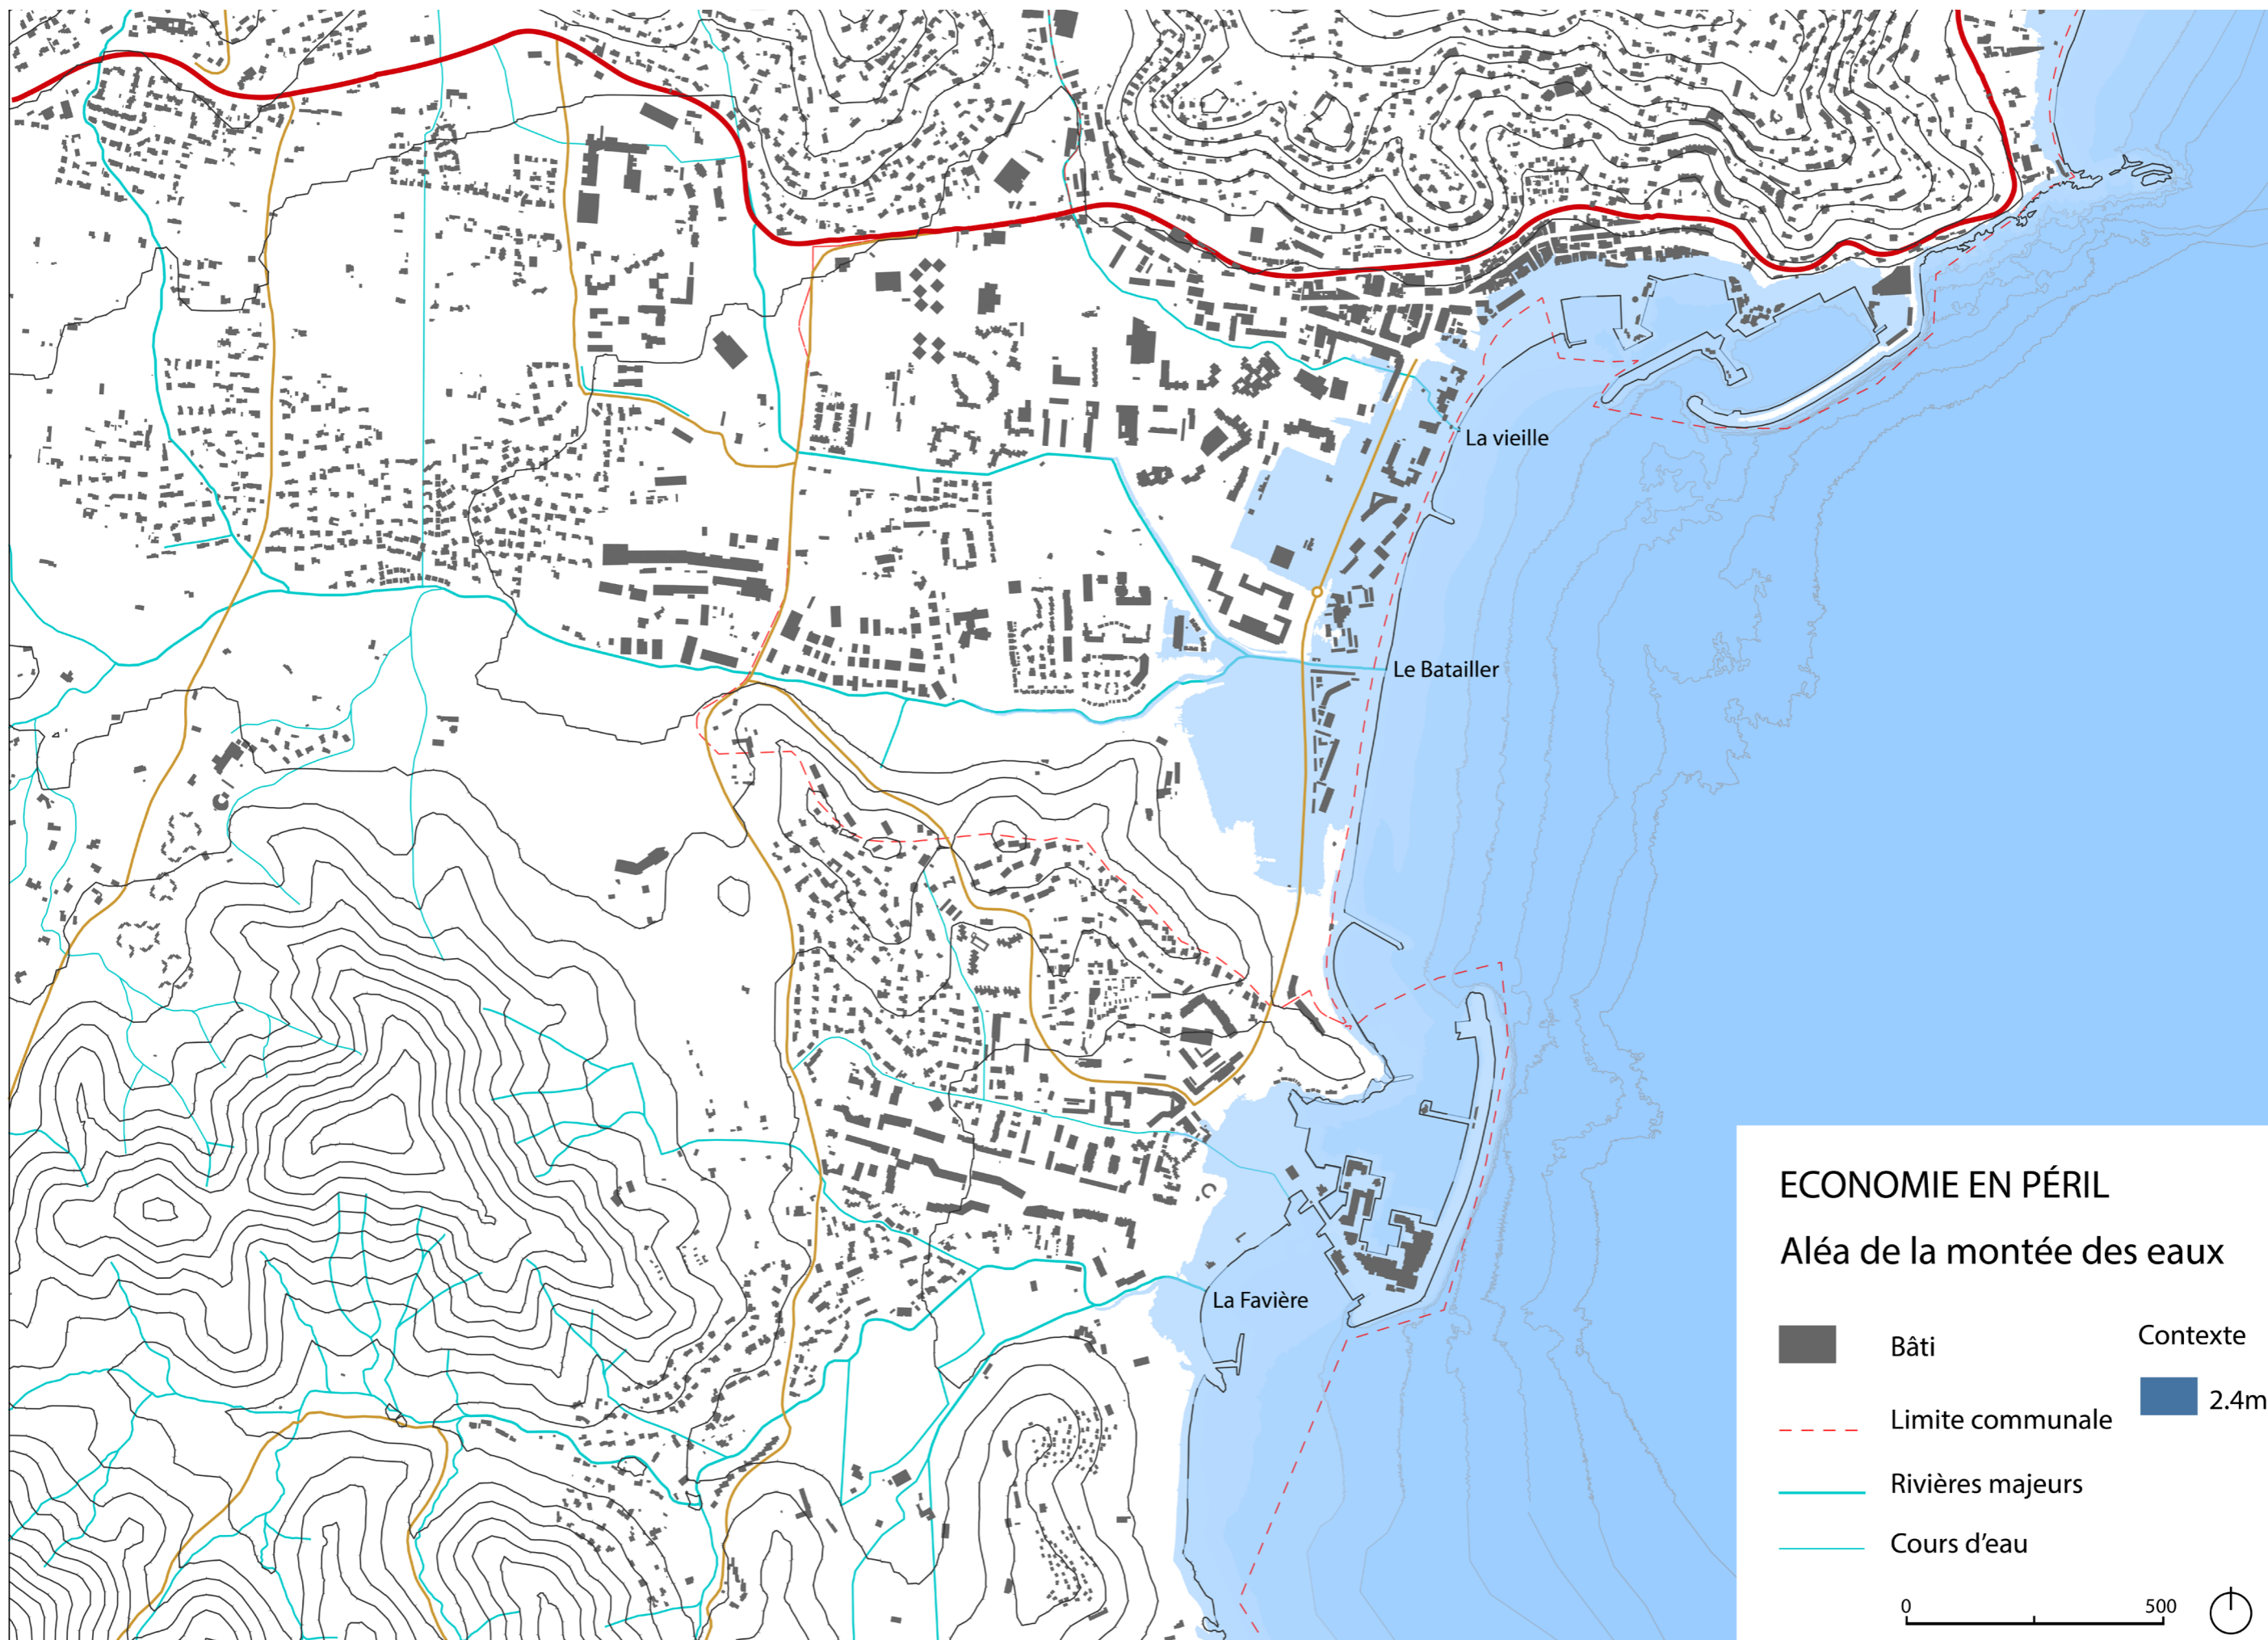 La vieille
Le Batailler
La Favière
ECONOMIE EN PÉRIL
Aléa de la montée des eaux
Bâti
Contexte
2.4m
Limite communale
Rivières majeurs
Cours d'eau
0 500